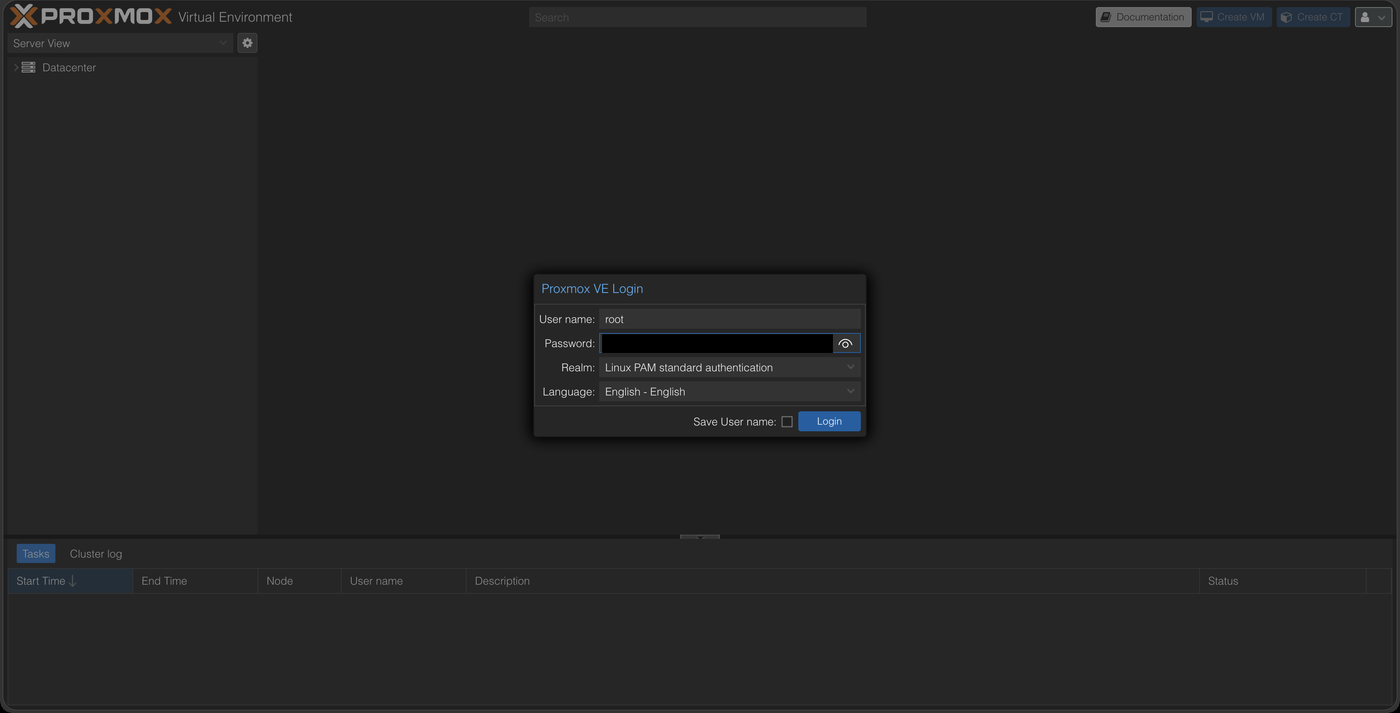 PROXMOX Virtual Environment Search Documentation Create VM Create CT
Server View
Datacenter
Proxmox VE Login
User name: root
Password:
Realm: Linux PAM standard authentication
Language: English - English
Save User name: Login
Tasks Cluster log
Start Time End Time Node User name Description Status